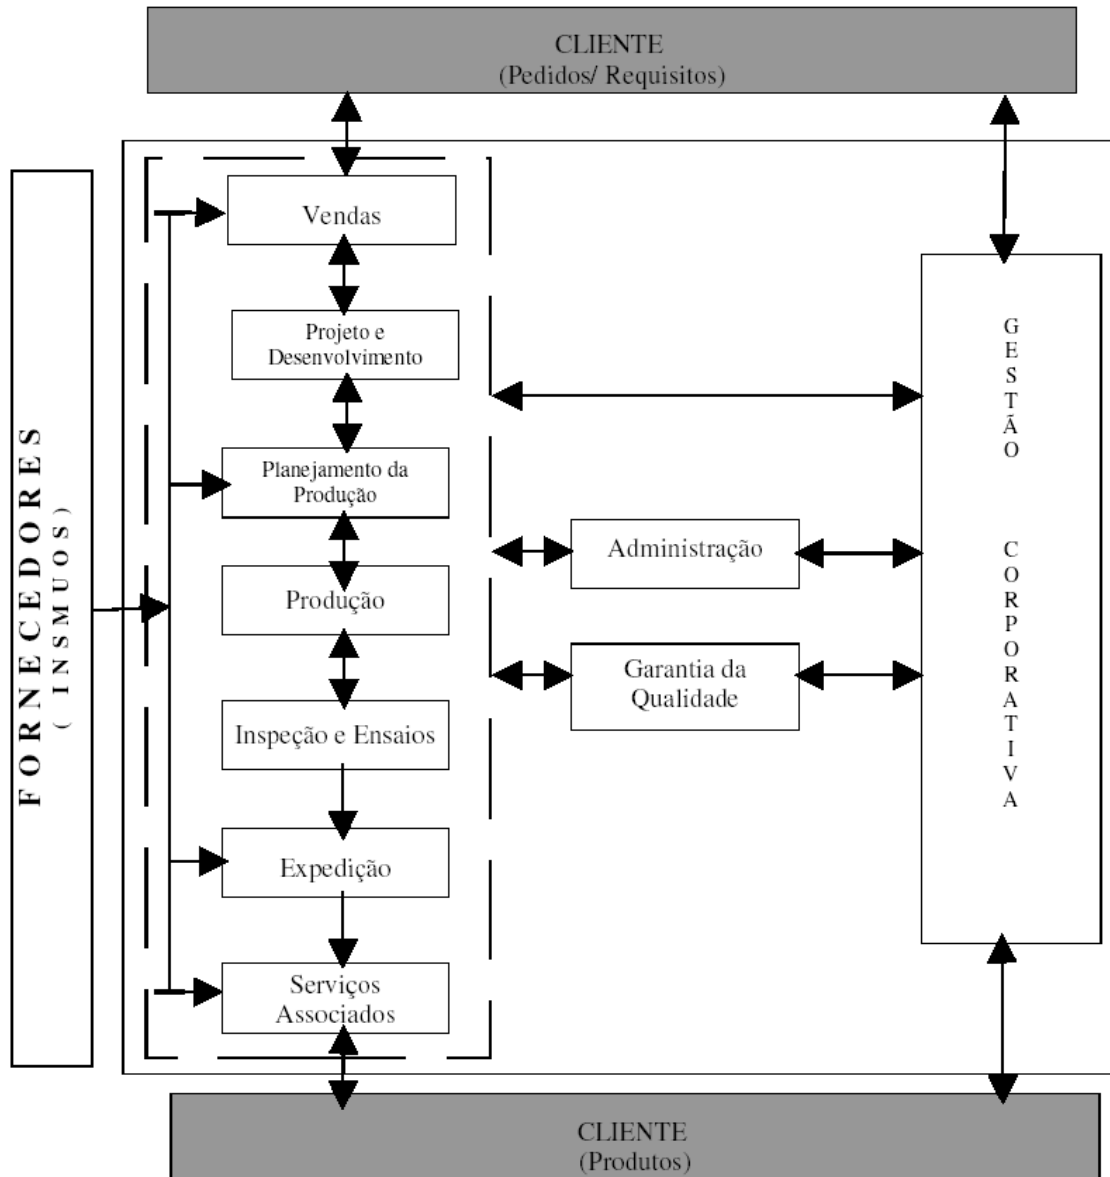 CLIENTE
(Pedidos/ Requisitos)
Vendas
Projeto e
Desenvolvimento
Planejamento da
Produção
Produção
Inspeção e Ensaios
Expedição
Serviços
Associados
FORNECEDORES
( INSMUOS)
Administração
Garantia da
Qualidade
GESTÃO CORPORATIVA
CLIENTE
(Produtos)